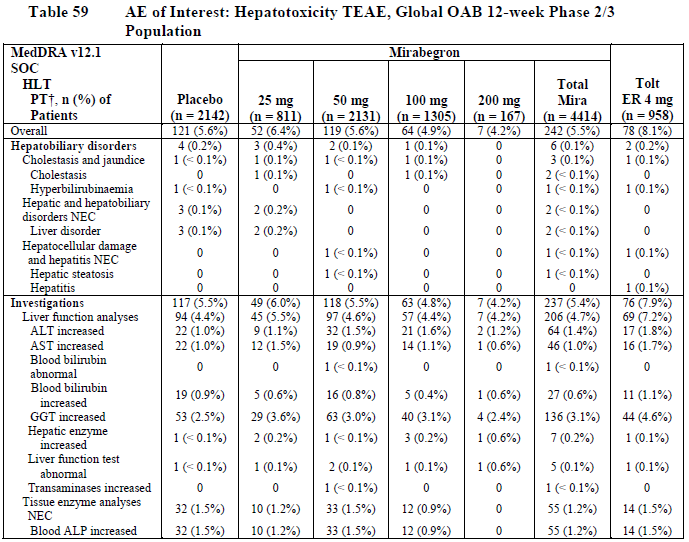 Table 59 AE of Interest: Hepatotoxicity TEAE, Global OAB 12-week Phase 2/3
Population
MedDRA v12.1
SOC
HLT
PT†, n (%) of
Patients
Placebo
(n = 2142)
Mirabegron
25 mg
(n = 811)
50 mg
(n = 2131)
100 mg
(n = 1305)
200 mg
(n = 167)
Total
Mira
(n = 4414)
Tolt
ER 4 mg
(n = 958)
Overall 121 (5.6%) 52 (6.4%) 119 (5.6%) 64 (4.9%) 7 (4.2%) 242 (5.5%) 78 (8.1%)
Hepatobiliary disorders 4 (0.2%) 3 (0.4%) 2 (0.1%) 1 (0.1%) 0 6 (0.1%) 2 (0.2%)
Cholestasis and jaundice 1 (< 0.1%) 1 (0.1%) 1 (< 0.1%) 1 (0.1%) 0 3 (0.1%) 1 (0.1%)
Cholestasis 0 1 (0.1%) 0 1 (0.1%) 0 2 (< 0.1%) 0
Hyperbilirubinaemia 1 (< 0.1%) 0 1 (< 0.1%) 0 0 1 (< 0.1%) 1 (0.1%)
Hepatic and hepatobiliary
disorders NEC 3 (0.1%) 2 (0.2%) 0 0 0 2 (< 0.1%) 0
Liver disorder 3 (0.1%) 2 (0.2%) 0 0 0 2 (< 0.1%) 0
Hepatocellular damage
and hepatitis NEC 0 0 1 (< 0.1%) 0 0 1 (< 0.1%) 1 (0.1%)
Hepatic steatosis 0 0 1 (< 0.1%) 0 0 1 (< 0.1%) 0
Hepatitis 0 0 0 0 0 0 1 (0.1%)
Investigations 117 (5.5%) 49 (6.0%) 118 (5.5%) 63 (4.8%) 7 (4.2%) 237 (5.4%) 76 (7.9%)
Liver function analyses 94 (4.4%) 45 (5.5%) 97 (4.6%) 57 (4.4%) 7 (4.2%) 206 (4.7%) 69 (7.2%)
ALT increased 22 (1.0%) 9 (1.1%) 32 (1.5%) 21 (1.6%) 2 (1.2%) 64 (1.4%) 17 (1.8%)
AST increased 22 (1.0%) 12 (1.5%) 19 (0.9%) 14 (1.1%) 1 (0.6%) 46 (1.0%) 16 (1.7%)
Blood bilirubin
abnormal 0 0 1 (< 0.1%) 0 0 1 (< 0.1%) 0
Blood bilirubin
increased 19 (0.9%) 5 (0.6%) 16 (0.8%) 5 (0.4%) 1 (0.6%) 27 (0.6%) 11 (1.1%)
GGT increased 53 (2.5%) 29 (3.6%) 63 (3.0%) 40 (3.1%) 4 (2.4%) 136 (3.1%) 44 (4.6%)
Hepatic enzyme
increased 1 (< 0.1%) 2 (0.2%) 1 (< 0.1%) 3 (0.2%) 1 (0.6%) 7 (0.2%) 1 (0.1%)
Liver function test
abnormal 1 (< 0.1%) 1 (0.1%) 2 (0.1%) 1 (0.1%) 1 (0.6%) 5 (0.1%) 1 (0.1%)
Transaminases increased 0 0 1 (< 0.1%) 0 0 1 (< 0.1%) 0
Tissue enzyme analyses
NEC 32 (1.5%) 10 (1.2%) 33 (1.5%) 12 (0.9%) 0 55 (1.2%) 14 (1.5%)
Blood ALP increased 32 (1.5%) 10 (1.2%) 33 (1.5%) 12 (0.9%) 0 55 (1.2%) 14 (1.5%)